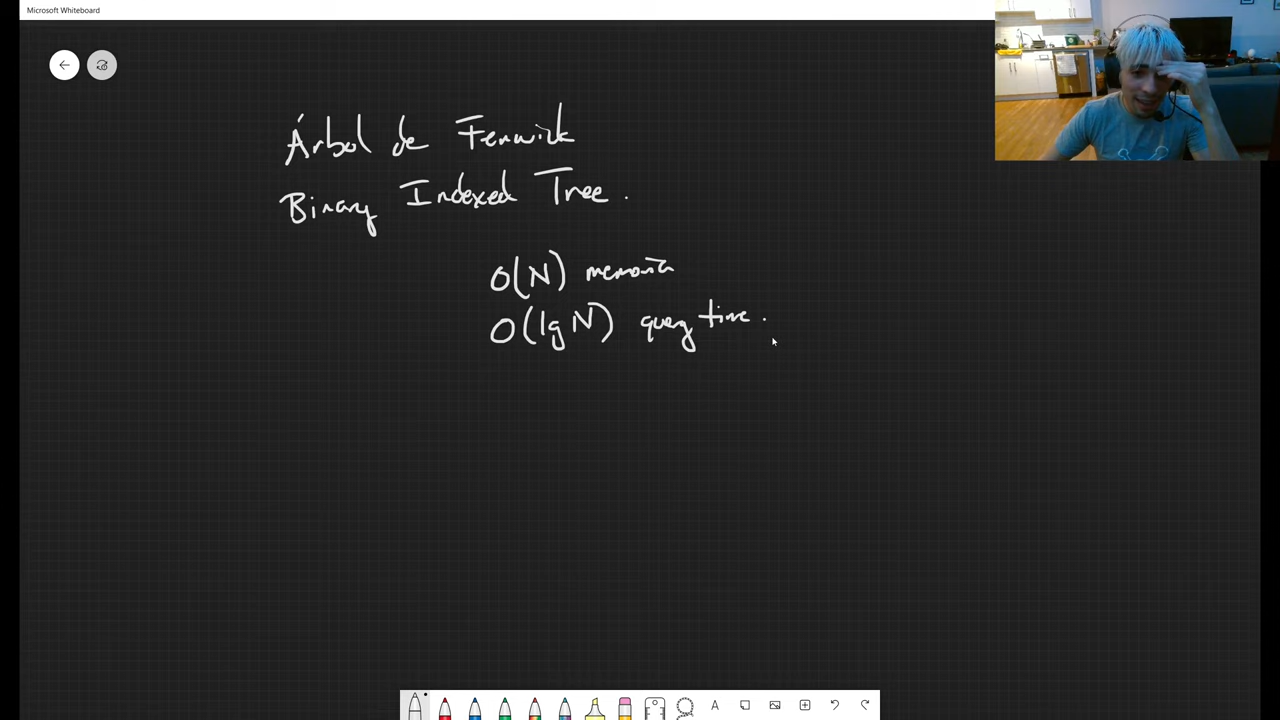 Microsoft Whiteboard
Árbol de Fenwick
Binary Indexed Tree.
O(N) memoria
O(lg N) query time.